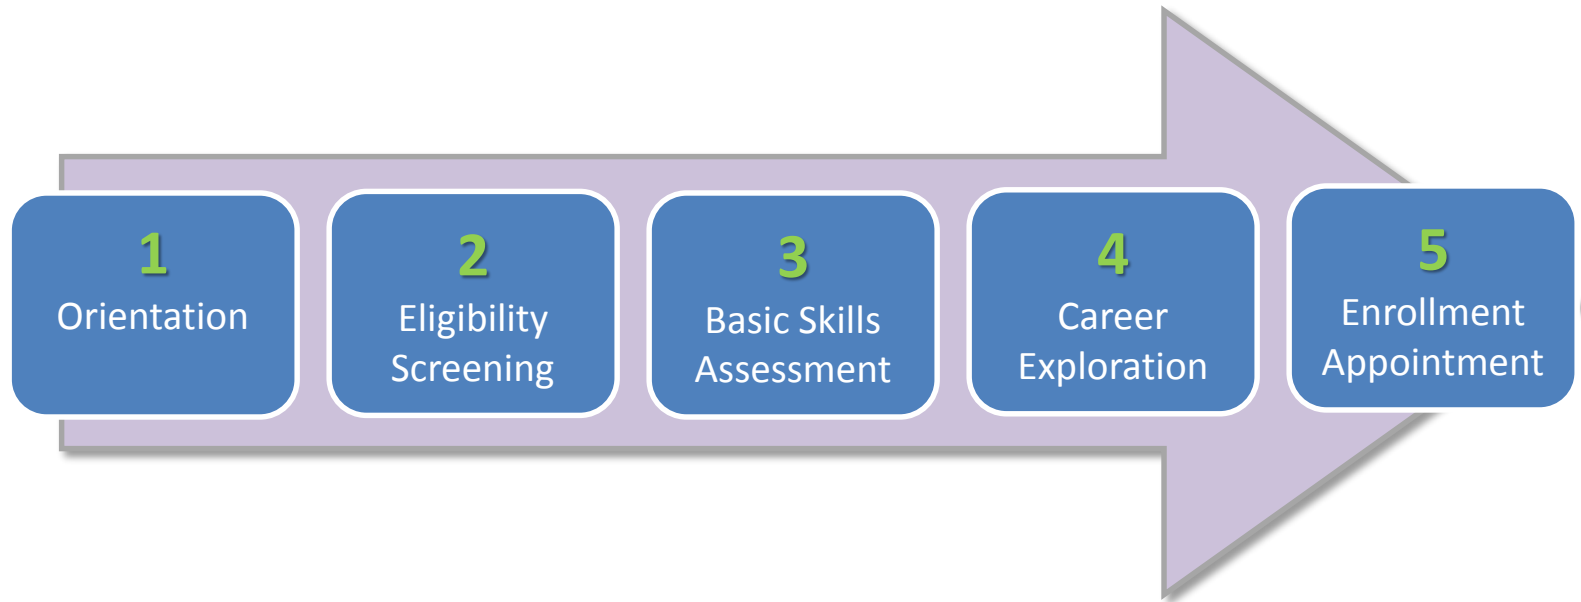 1
Orientation
2
Eligibility
Screening
3
Basic Skills
Assessment
4
Career
Exploration
5
Enrollment
Appointment